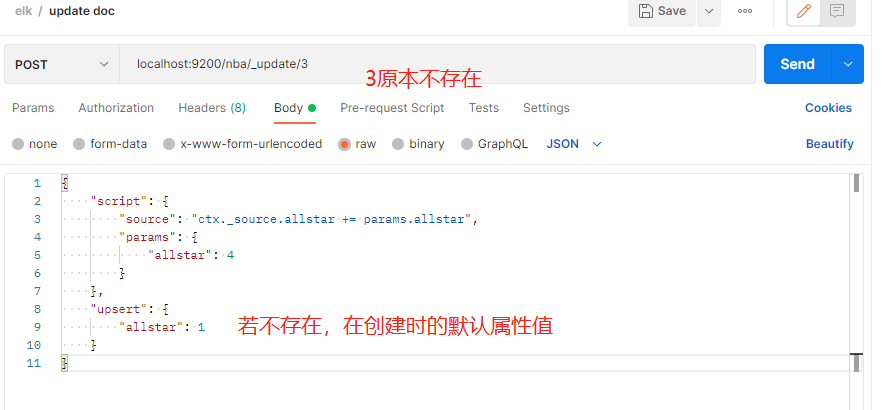 elk / update doc
Save
POST
localhost:9200/nba/_update/3
Send
3原本不存在
Params Authorization Headers (8) Body Pre-request Script Tests Settings Cookies
none form-data x-www-form-urlencoded raw binary GraphQL JSON Beautify
1 {
2 "script": {
3 "source": "ctx._source.allstar += params.allstar",
4 "params": {
5 "allstar": 4
6 }
7 },
8 "upsert": {
9 "allstar": 1 若不存在，在创建时的默认属性值
10 }
11 }